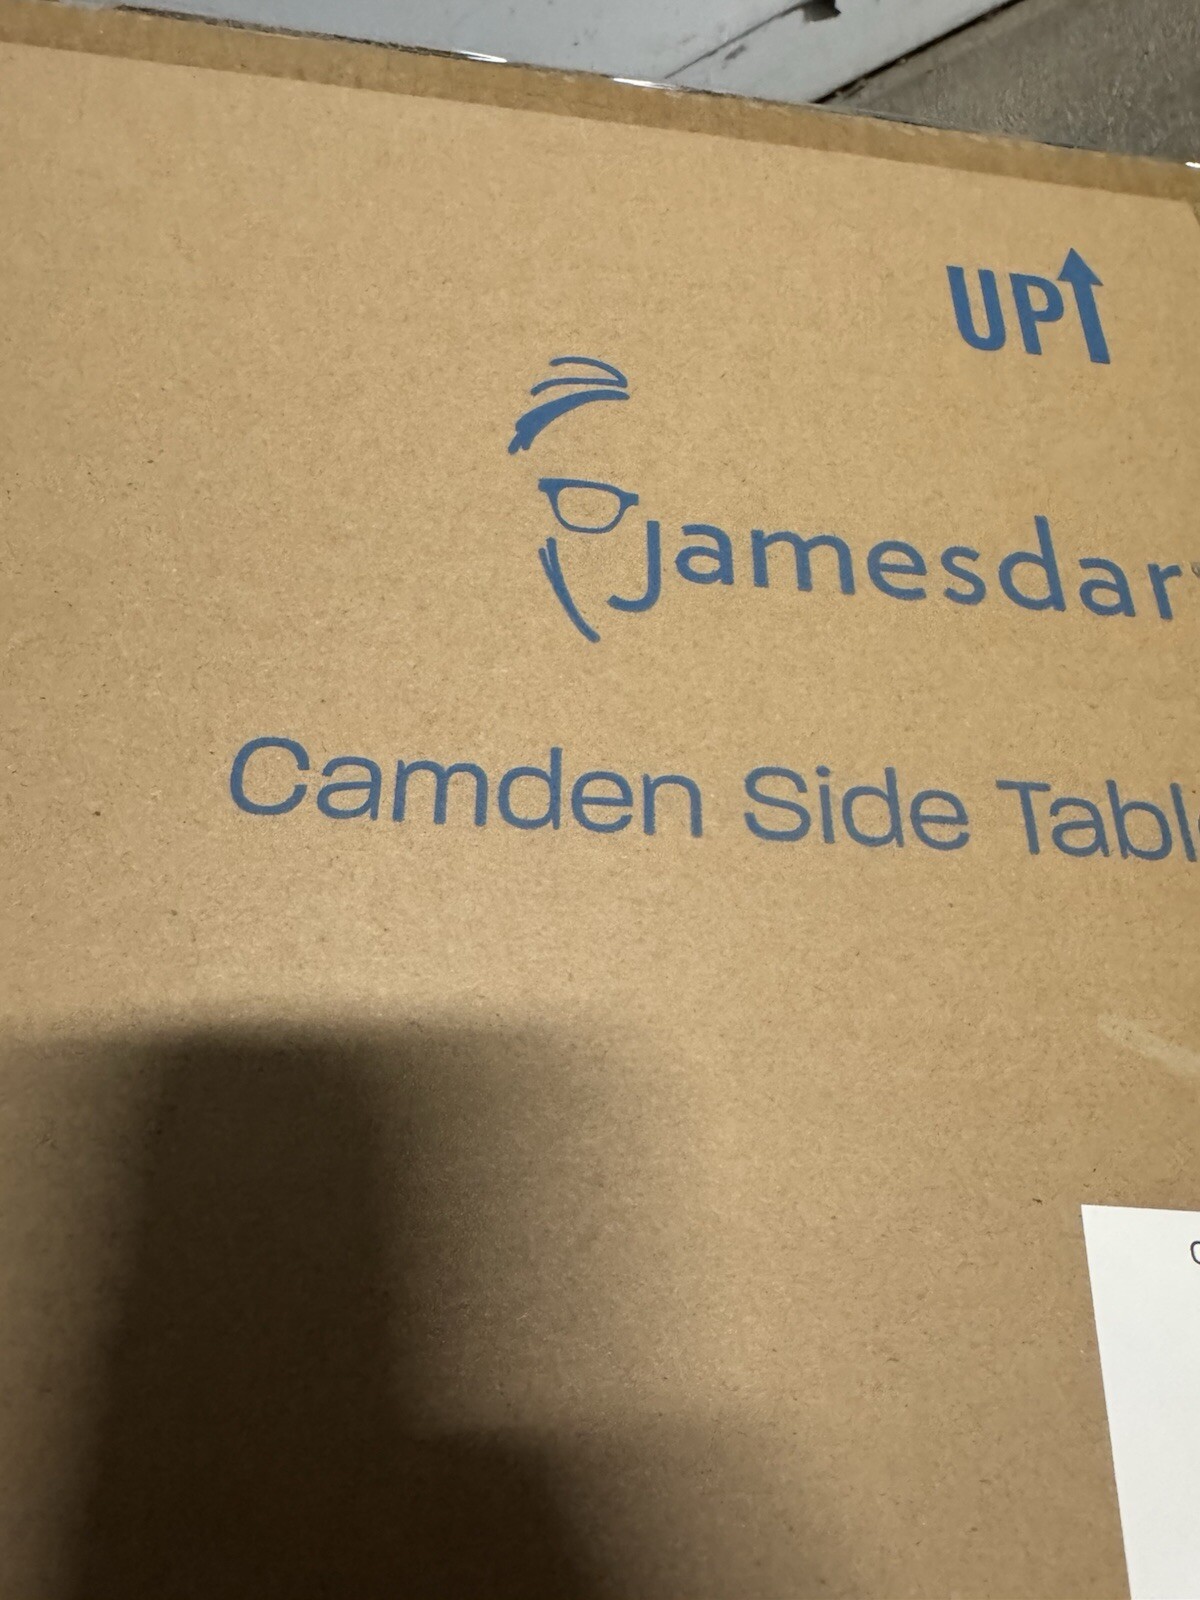 UP
jamesdar
Camden Side Tabl